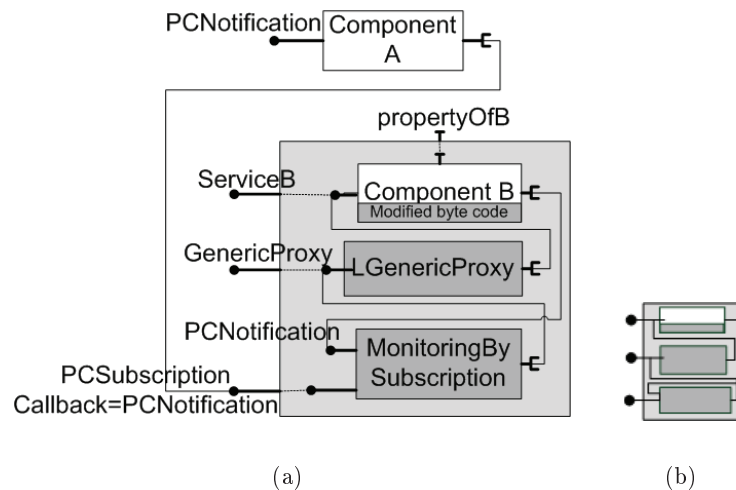 PCNotification
Component
A
propertyOfB
ServiceB
Component B
Modified byte code
GenericProxy
LGenericProxy
PCNotification
MonitoringBy
Subscription
PCSubscription
Callback=PCNotification
(a)
(b)